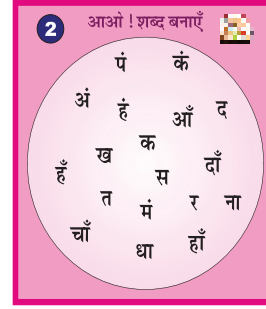 2 आओ ! शब्द बनाएँ
पं कं
अं हं आँ द
ख क
हँ स दाँ
त मं र ना
चाँ धा हाँ